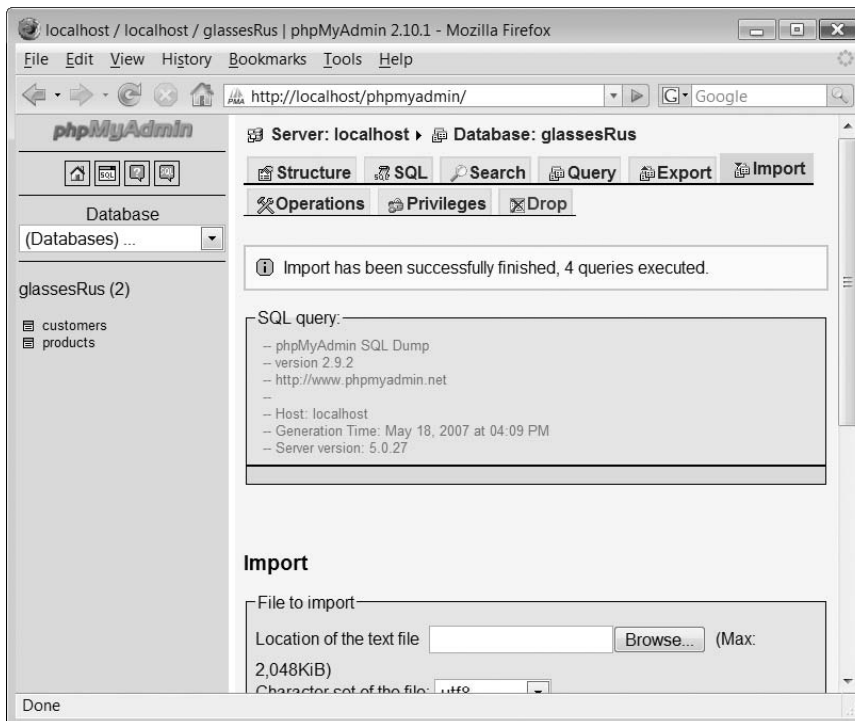 localhost / localhost / glassesRus | phpMyAdmin 2.10.1 - Mozilla Firefox
File Edit View History Bookmarks Tools Help
PMA http://localhost/phpmyadmin/ G Google
phpMyAdmin
SQL
Database
(Databases) ...
glassesRus (2)
customers
products
Server: localhost Database: glassesRus
Structure SQL Search Query Export Import
Operations Privileges Drop
Import has been successfully finished, 4 queries executed.
SQL query:
-- phpMyAdmin SQL Dump
-- version 2.9.2
-- http://www.phpmyadmin.net
--
-- Host: localhost
-- Generation Time: May 18, 2007 at 04:09 PM
-- Server version: 5.0.27
Import
File to import
Location of the text file Browse... (Max:
2,048KiB)
Character set of the file: utf8
Done